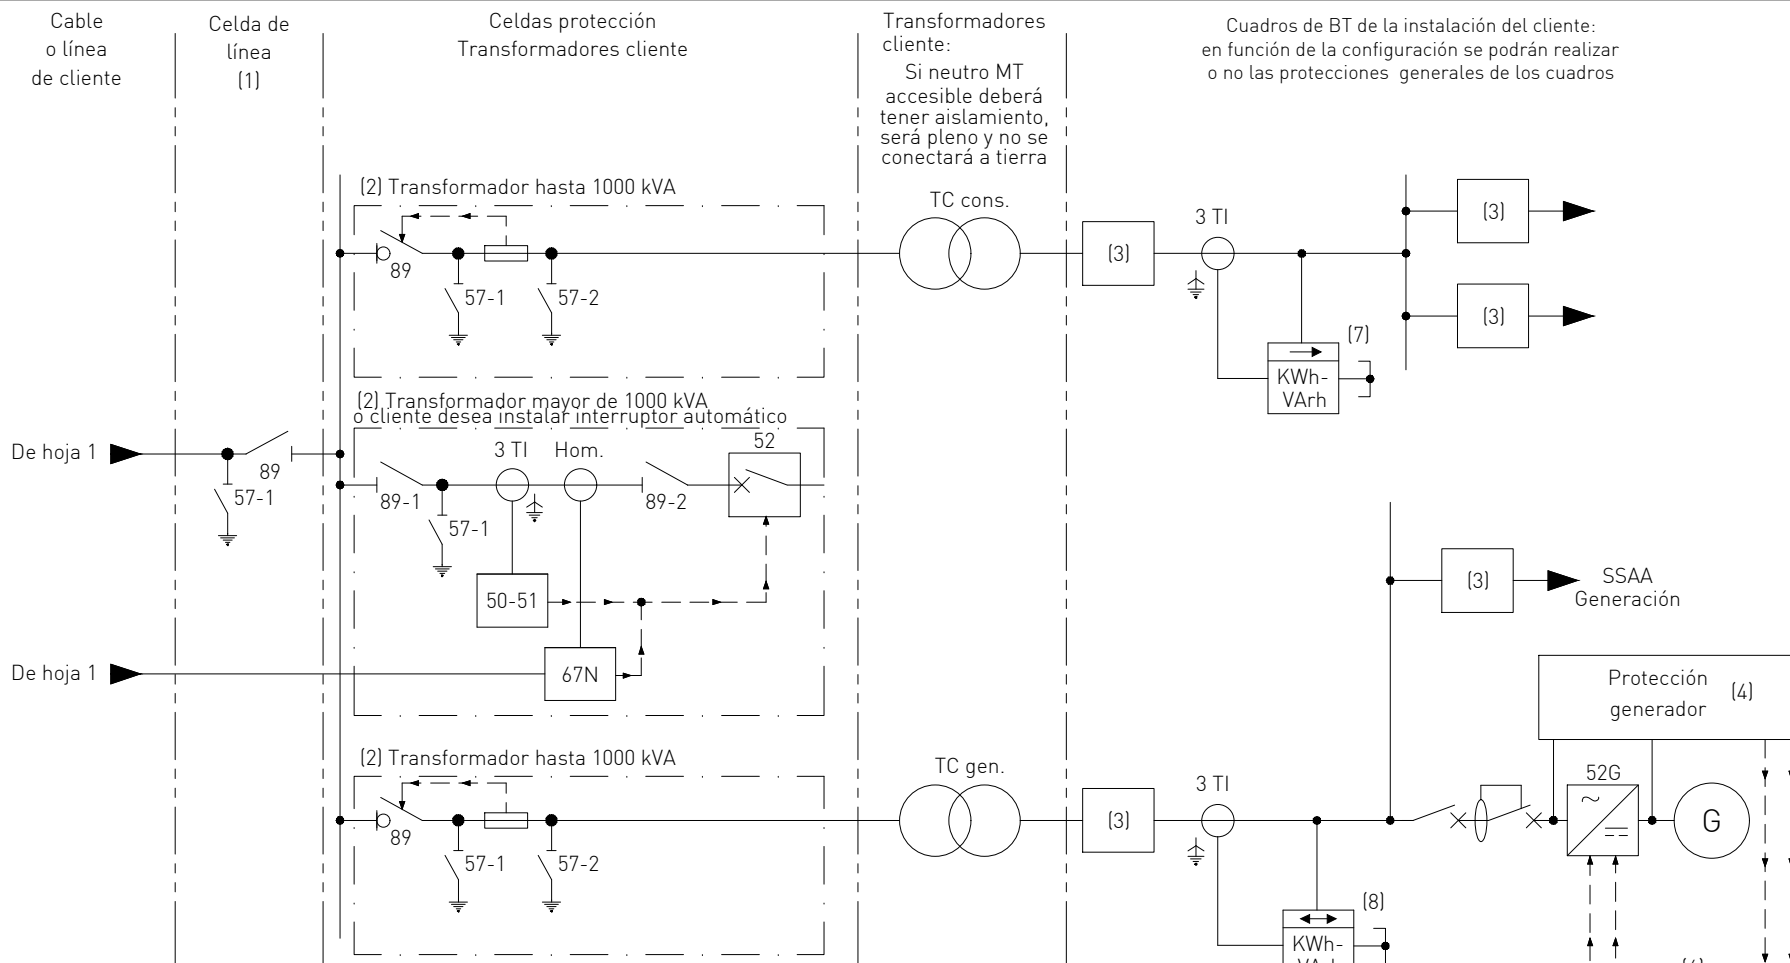 Cable
o línea
de cliente
Celda de
línea
(1)
Celdas protección
Transformadores cliente
Transformadores
cliente:
Si neutro MT
accesible deberá
tener aislamiento,
será pleno y no se
conectará a tierra
Cuadros de BT de la instalación del cliente:
en función de la configuración se podrán realizar
o no las protecciones generales de los cuadros
(2) Transformador hasta 1000 kVA
89
57-1
57-2
TC cons.
(3)
3 TI
(3)
(3)
(7)
KWh-
VArh
De hoja 1
89
57-1
(2) Transformador mayor de 1000 kVA
o cliente desea instalar interruptor automático
3 TI
Hom.
52
89-1
57-1
89-2
50-51
67N
De hoja 1
(3)
SSAA
Generación
Protección
generador
(4)
(2) Transformador hasta 1000 kVA
89
57-1
57-2
TC gen.
(3)
3 TI
52G
G
(8)
KWh-